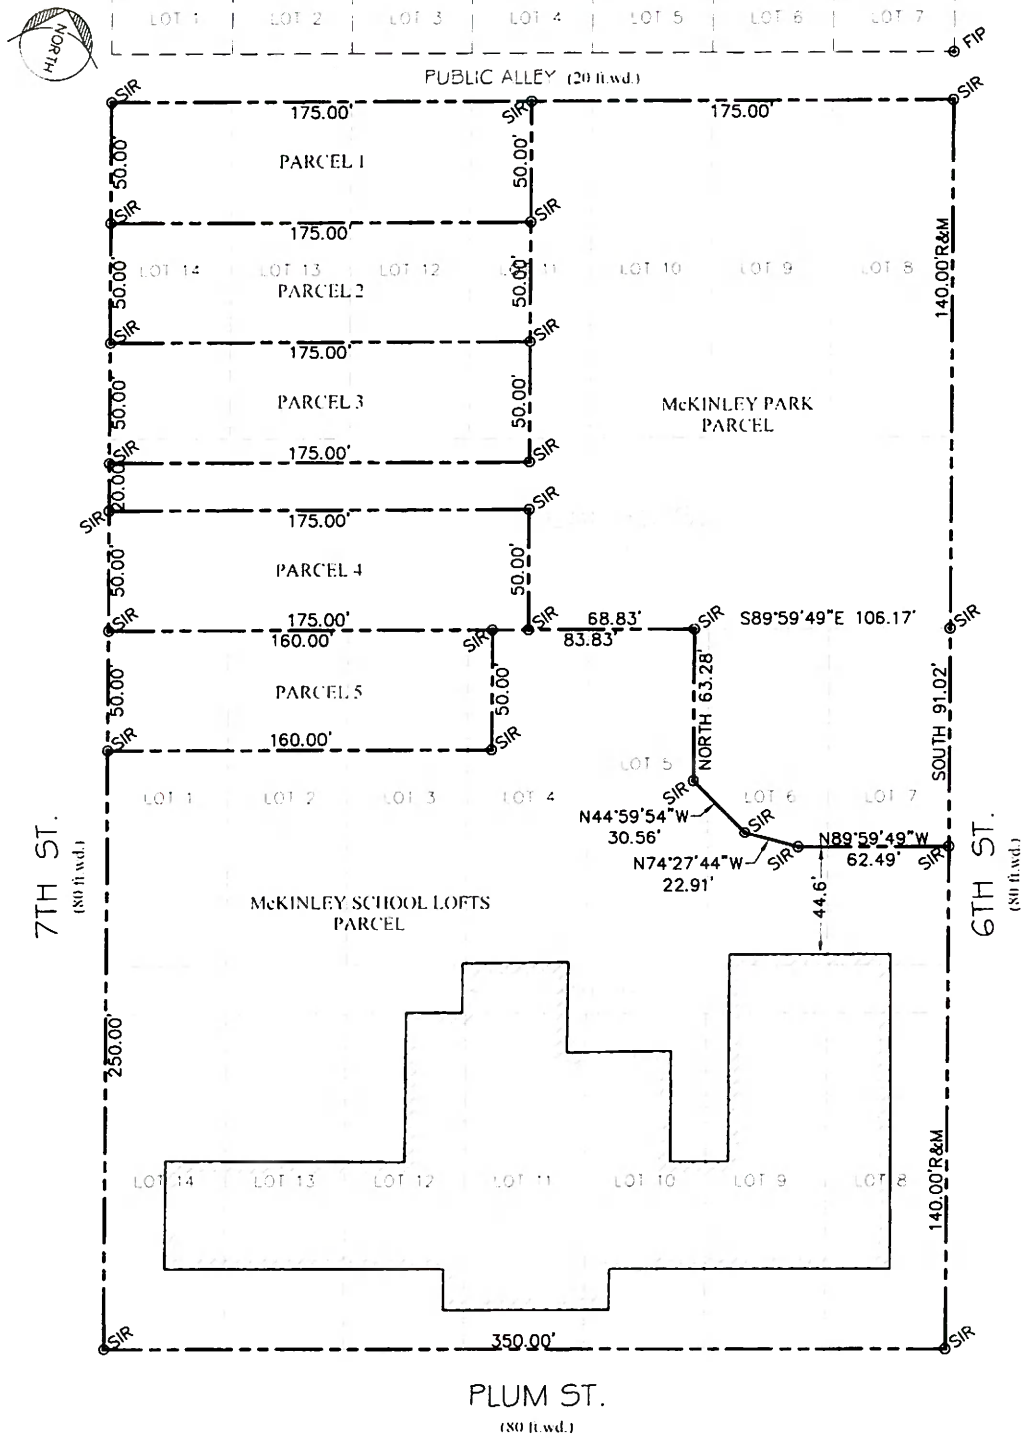 LOT 1 LOT 2 LOT 3 LOT 4 LOT 5 LOT 6 LOT 7
NORTH
FIP
PUBLIC ALLEY (20 ft.wd.)
SIR SIR SIR
175.00' 175.00'
50.00' PARCEL 1 50.00'
SIR SIR
175.00'
140.00'R&M
LOT 14 LOT 13 LOT 12 LOT 11 LOT 10 LOT 9 LOT 8
50.00' PARCEL 2 50.00'
SIR SIR
175.00'
50.00' PARCEL 3 50.00'
McKINLEY PARK
PARCEL
SIR 175.00' SIR
20.00'
SIR SIR
175.00'
50.00' PARCEL 4 50.00'
SIR 175.00' SIR 68.83' SIR S89°59'49"E 106.17' SIR
160.00' SIR 83.83'
50.00' PARCEL 5 50.00'
NORTH 63.28'
SOUTH 91.02'
SIR 160.00' SIR
LOT 5
SIR
LOT 1 LOT 2 LOT 3 LOT 4 LOT 6 LOT 7
N44°59'54"W
30.56'
SIR
N89°59'49"W
62.49'
SIR SIR
N74°27'44"W
22.91'
44.6'
7TH ST.
(80 ft.wd.)
6TH ST.
(80 ft.wd.)
McKINLEY SCHOOL LOFTS
PARCEL
250.00'
140.00'R&M
LOT 14 LOT 13 LOT 12 LOT 11 LOT 10 LOT 9 LOT 8
SIR 350.00' SIR
PLUM ST.
(80 ft.wd.)